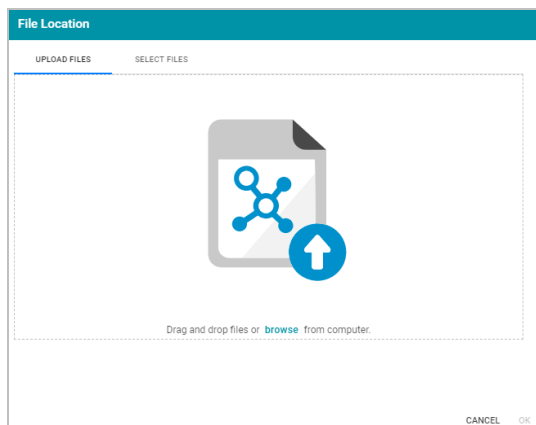 File Location
UPLOAD FILES SELECT FILES
Drag and drop files or browse from computer.
CANCEL OK